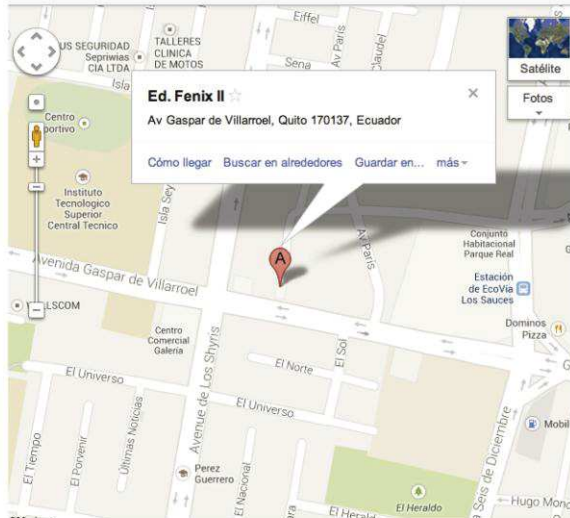 Eiffel
US SEGURIDAD
Sepriwias
CIA LTDA
TALLERES
CLINICA
DE MOTOS
Av Paris
Claudel
Sena
Isla
Satélite
Fotos
Ed. Fenix II
Av Gaspar de Villarroel, Quito 170137, Ecuador
Cómo llegar Buscar en alrededores Guardar en... más
Centro
portivo
Instituto
Tecnologico
Superior
Central Tecnico
Isla Sey
Av Paris
Conjunto
Habitacional
Parque Real
Estación
de EcoVía
Los Sauces
A
Avenida Gaspar de Villarroel
LLSCOM
Centro
Comercial
Galeria
Dominos
Pizza
El Sol
El Norte
El Universo
El Universo
Avenue de Los Shyris
El Tiempo
El Porvenir
Últimas Noticias
Perez
Guerrero
El Nacional
Mobil
Seis de Diciembre
El Heraldo
El Herald
Hugo Monc